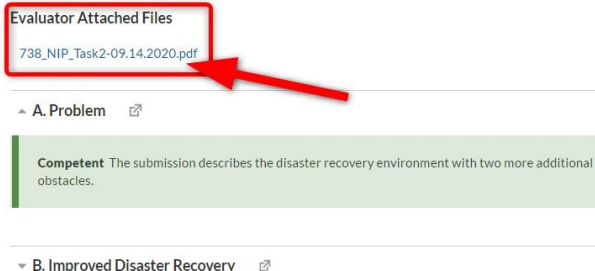 Evaluator Attached Files
738_NIP_Task2-09.14.2020.pdf
A. Problem
Competent The submission describes the disaster recovery environment with two more additional
obstacles.
B. Improved Disaster Recovery